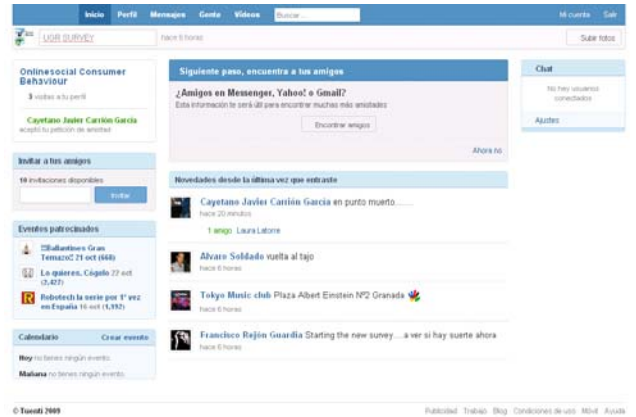 Inicio Perfil Mensajes Gente Vídeos Buscar... Mi cuenta Salir
UGR SURVEY hace 6 horas Subir fotos
Onlinesocial Consumer
Behaviour
3 visitas a tu perfil
Cayetano Javier Carrión García
aceptó tu petición de amistad
Invitar a tus amigos
10 invitaciones disponibles
Invitar
Eventos patrocinados
Ballantines Gran
Temazo!! 21 oct (668)
Lo quieres, Cógelo 22 oct
(2,422)
Robotech la serie por 1ª vez
en España 16 oct (1,392)
Calendario Crear evento
Hoy no tienes ningún evento.
Mañana no tienes ningún evento.
Siguiente paso, encuentra a tus amigos
¿Amigos en Messenger, Yahoo! o Gmail?
Esta información te será útil para encontrar muchas más amistades
Encontrar amigos
Ahora no
Novedades desde la última vez que entraste
Cayetano Javier Carrión García en punto muerto.......
hace 20 minutos
1 amigo Laura Latorre
Alvaro Soldado vuelta al tajo
hace 6 horas
Tokyo Music club Plaza Albert Einstein Nº2 Granada
hace 6 horas
Francisco Rejón Guardia Starting the new survey....a ver si hay suerte ahora
hace 6 horas
Chat
No hay usuarios
conectados
Ajustes
© Tuenti 2009 Publicidad Trabajo Blog Condiciones de uso Móvil Ayuda